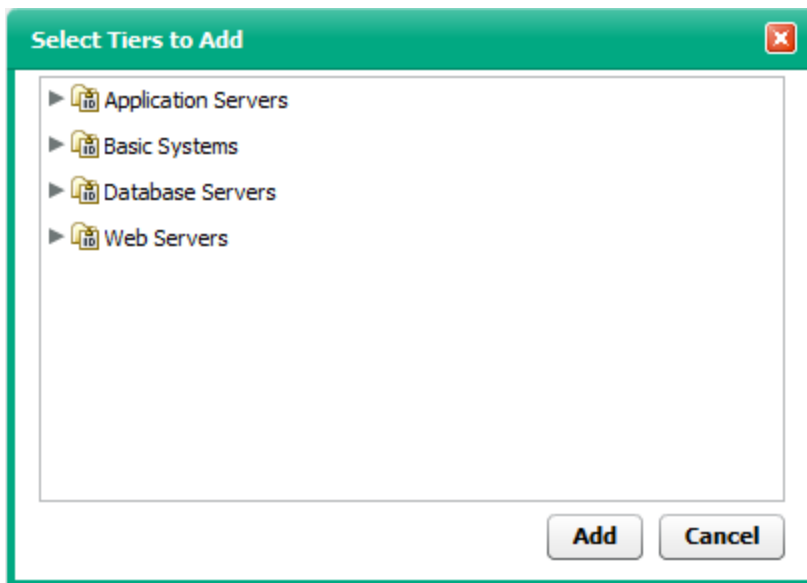 Select Tiers to Add
Application Servers
Basic Systems
Database Servers
Web Servers
Add Cancel